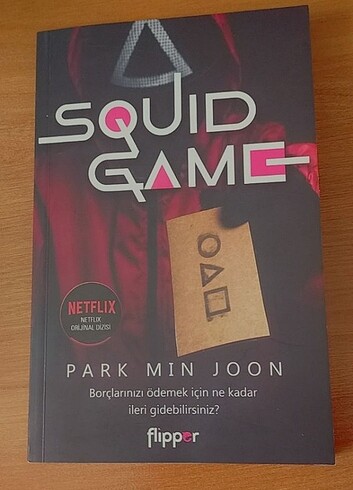 SQUID
GAME
NETFLIX
NETFLIX
ORİJİNAL DİZİSİ
PARK MIN JOON
Borçlarınızı ödemek için ne kadar
ileri gidebilirsiniz?
flipper